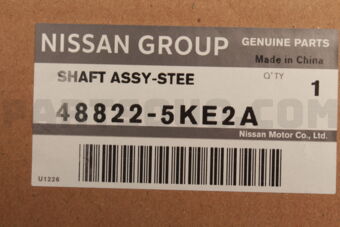 NISSAN GROUP GENUINE PARTS
Made in China
SHAFT ASSY-STEE Q'TY 1
48822-5KE2A
Nissan Motor Co., Ltd.
U1226